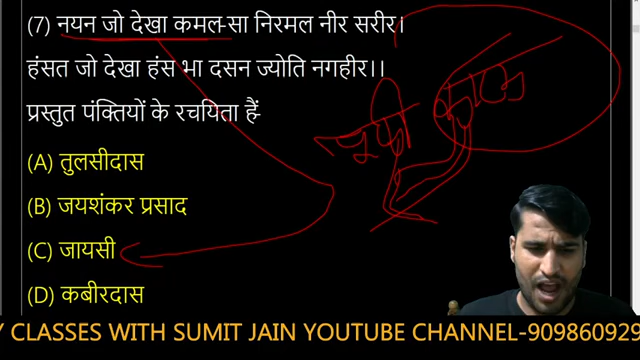 (7) नयन जो देखा कमल-सा निरमल नीर सरीर।
हंसत जो देखा हंस भा दसन ज्योति नगहीर।।
प्रस्तुत पंक्तियों के रचयिता हैं-
(A) तुलसीदास
(B) जयशंकर प्रसाद
(C) जायसी
(D) कबीरदास
Y CLASSES WITH SUMIT JAIN YOUTUBE CHANNEL-909860929